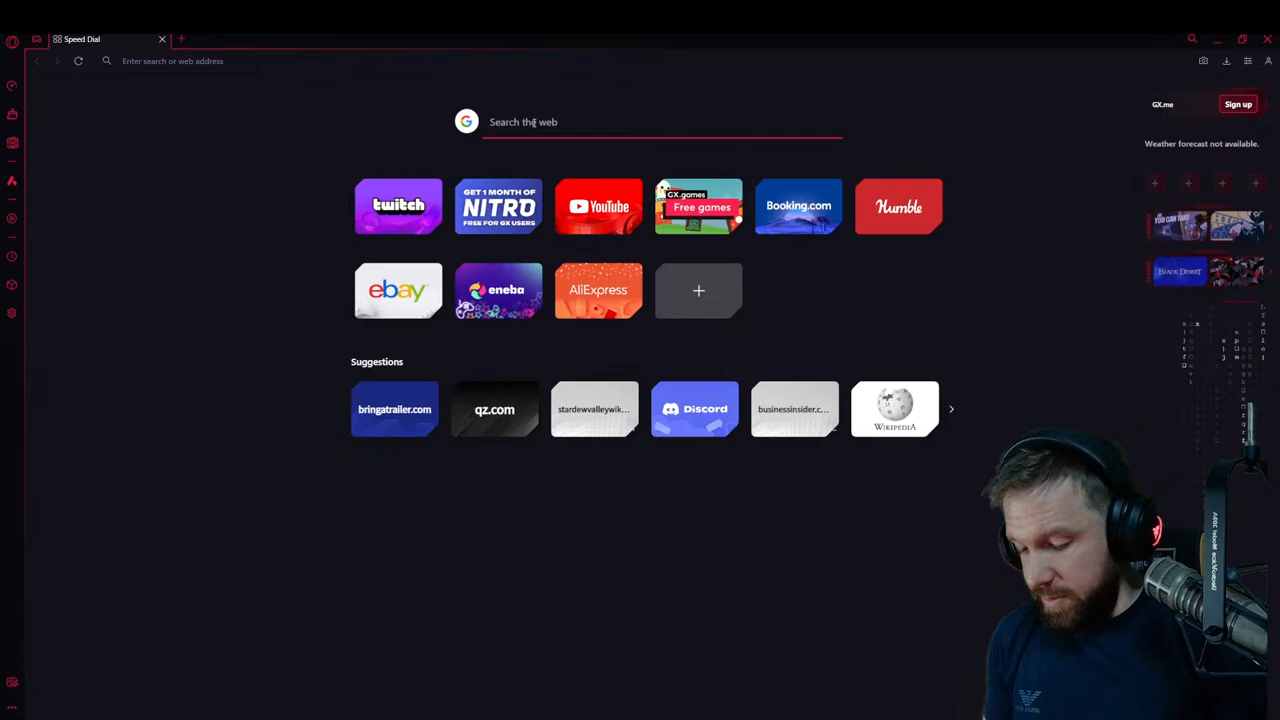 Speed Dial
Enter search or web address
GX.me
Sign up
Search the web
Weather forecast not available.
twitch
GET 1 MONTH OF
NITRO
FREE FOR GX USERS
YouTube
GX.games
Free games
Booking.com
Humble
ebay
eneba
AliExpress
BLACK DESERT
Suggestions
bringatrailer.com
qz.com
stardewvalleywik...
Discord
businessinsider.c...
WIKIPEDIA